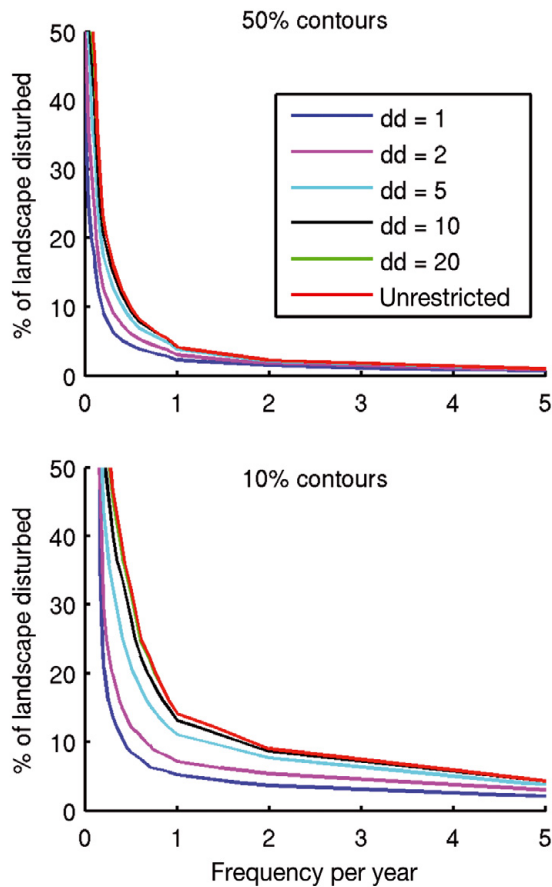 50% contours
% of landscape disturbed
50
40
30
20
10
0
dd = 1
dd = 2
dd = 5
dd = 10
dd = 20
Unrestricted
0 1 2 3 4 5
10% contours
% of landscape disturbed
50
40
30
20
10
0
0 1 2 3 4 5
Frequency per year